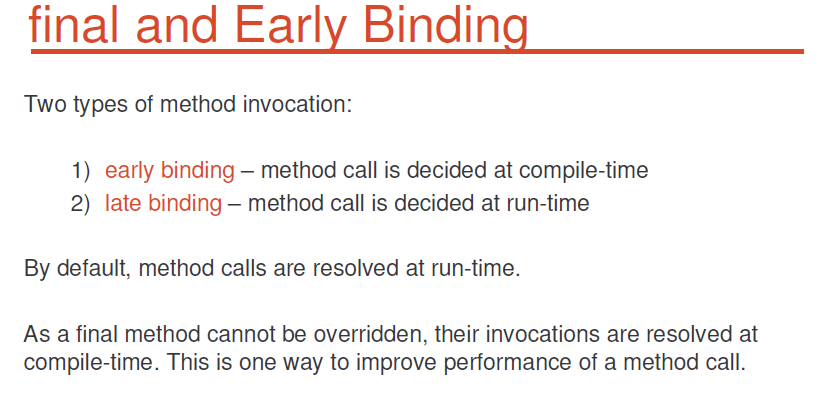 final and Early Binding
Two types of method invocation:
1) early binding – method call is decided at compile-time
2) late binding – method call is decided at run-time
By default, method calls are resolved at run-time.
As a final method cannot be overridden, their invocations are resolved at
compile-time. This is one way to improve performance of a method call.